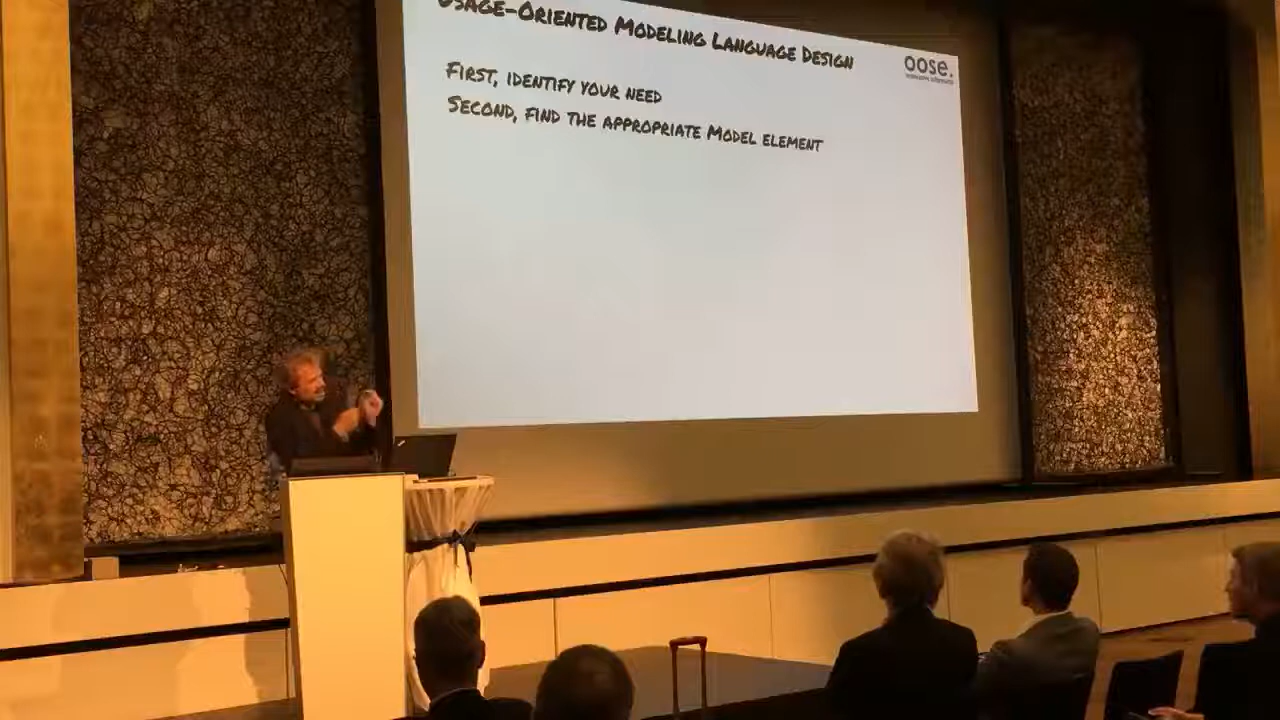 Usage-Oriented Modeling Language Design
oose.
First, identify your need
Second, find the appropriate Model element